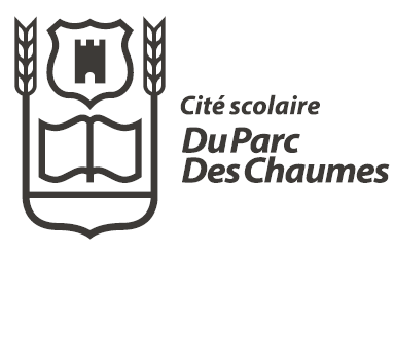 Cité scolaire
Du Parc
Des Chaumes